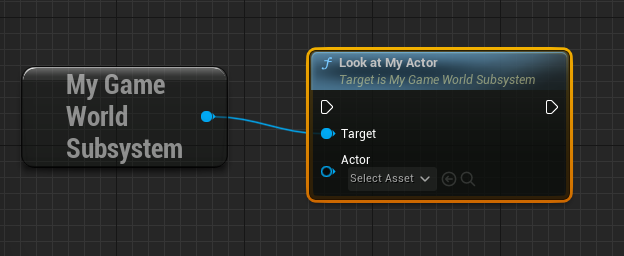 My Game
World
Subsystem
f Look at My Actor
Target is My Game World Subsystem
Target
Actor
Select Asset